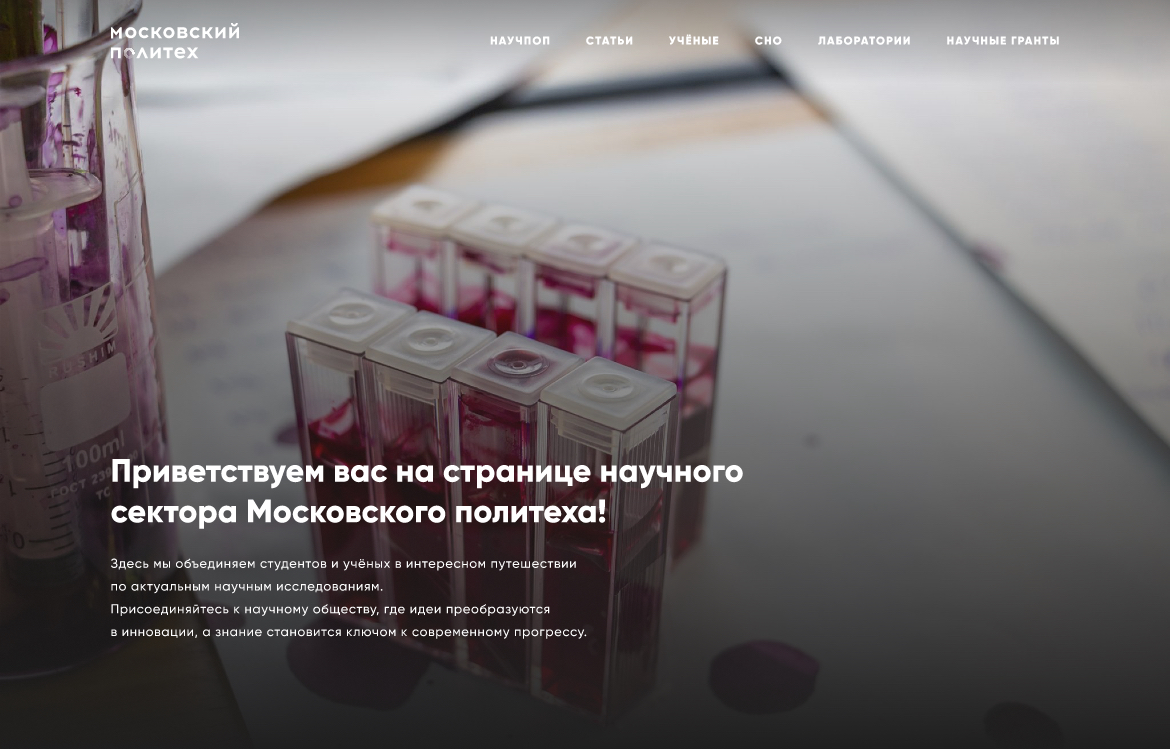 московский
политех
НАУЧПОП
СТАТЬИ
УЧЁНЫЕ
СНО
ЛАБОРАТОРИИ
НАУЧНЫЕ ГРАНТЫ
RUSHIM
100ml
Приветствуем вас на странице научного
сектора Московского политеха!
Здесь мы объединяем студентов и учёных в интересном путешествии
по актуальным научным исследованиям.
Присоединяйтесь к научному обществу, где идеи преобразуются
в инновации, а знание становится ключом к современному прогрессу.